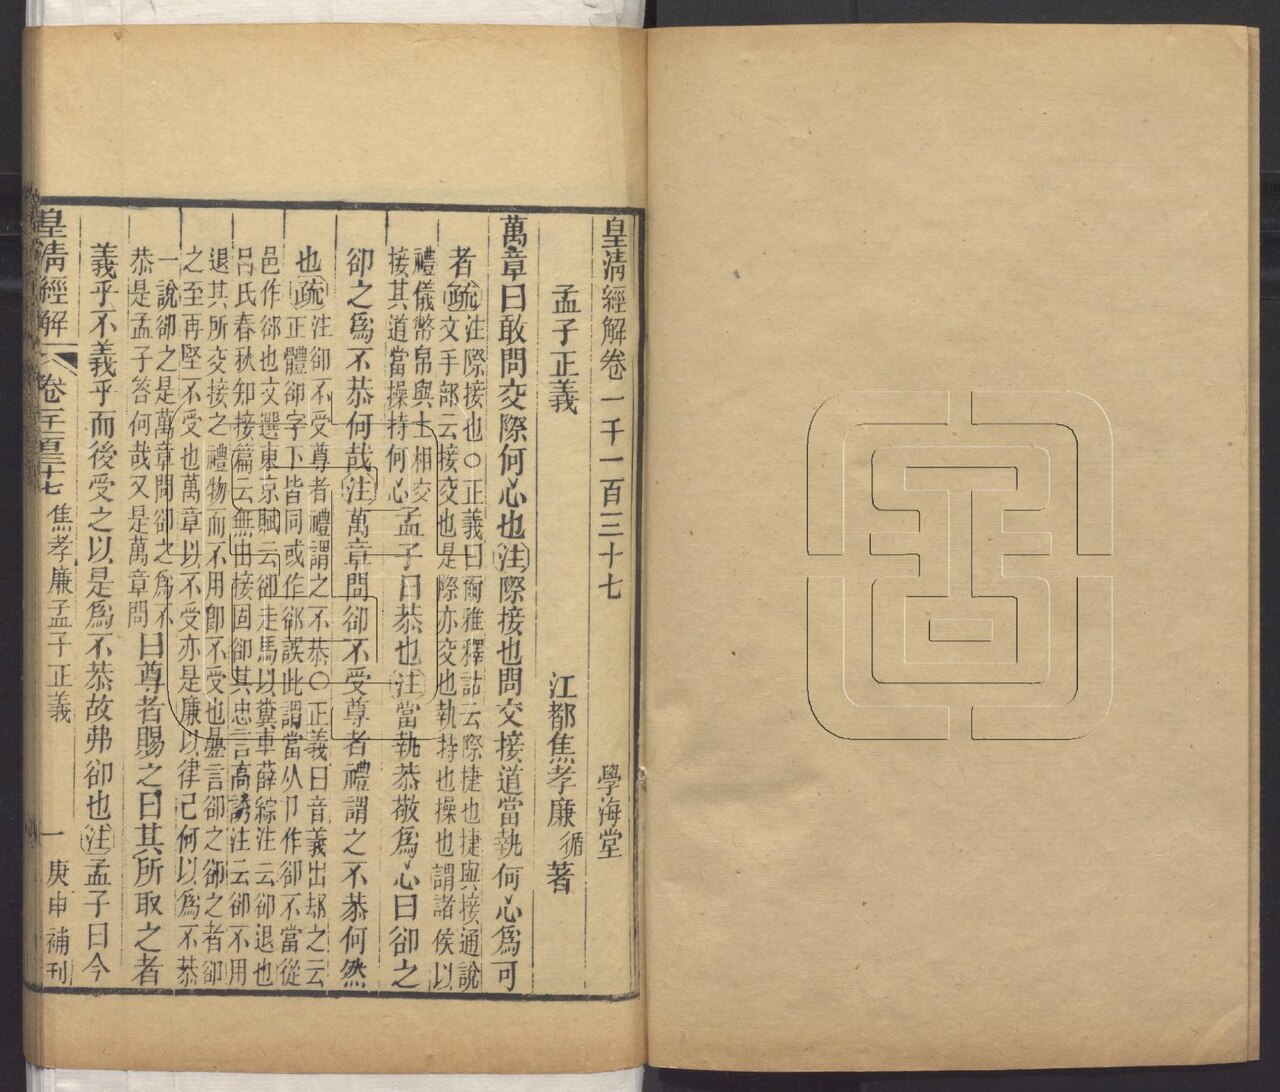 皇清經解卷一千一百三十七
學海堂
孟子正義
江都焦孝廉循著
萬章曰敢問交際何心也注際接也問交接道當執何心爲可
者疏注際接也○正義曰爾雅釋詁云際捷也捷與接通說
文手部云接交也是際亦交也執持也操也謂諸侯以
禮儀幣帛與士相交
接其道當操持何心孟子曰恭也注當執恭敬爲心曰卻之
卻之爲不恭何哉注萬章問卻不受尊者禮謂之不恭何然
也疏注卻不受尊者禮謂之不恭○正義曰音義出却之云
正體卻字下皆同或作郤誤此謂當从卩作卻不當從
邑作郤也文選東京賦云卻走馬以糞車薛綜注云卻退也
呂氏春秋知接篇云無由接固卻其忠言高誘注云卻不用
退其所交接之禮物而不用卽不受也疊言卻之卻之者卻
之至再堅不受也萬章以不受亦是廉以律己何以爲不恭
一說卻之是萬章問卻之爲不
恭是孟子答何哉又是萬章問曰尊者賜之曰其所取之者
義乎不義乎而後受之以是爲不恭故弗卻也注孟子曰今
皇清經解
焦孝廉孟子正義
一
庚申補刊